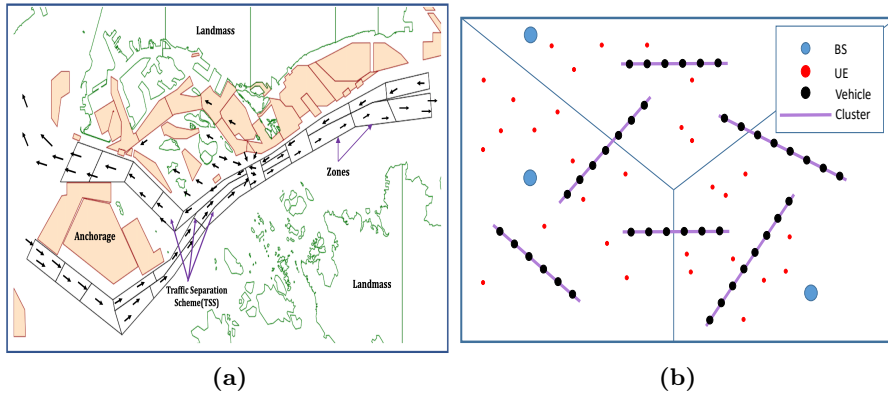 Landmass
Zones
Anchorage
Traffic Separation
Scheme(TSS)
Landmass
(a)
BS
UE
Vehicle
Cluster
(b)